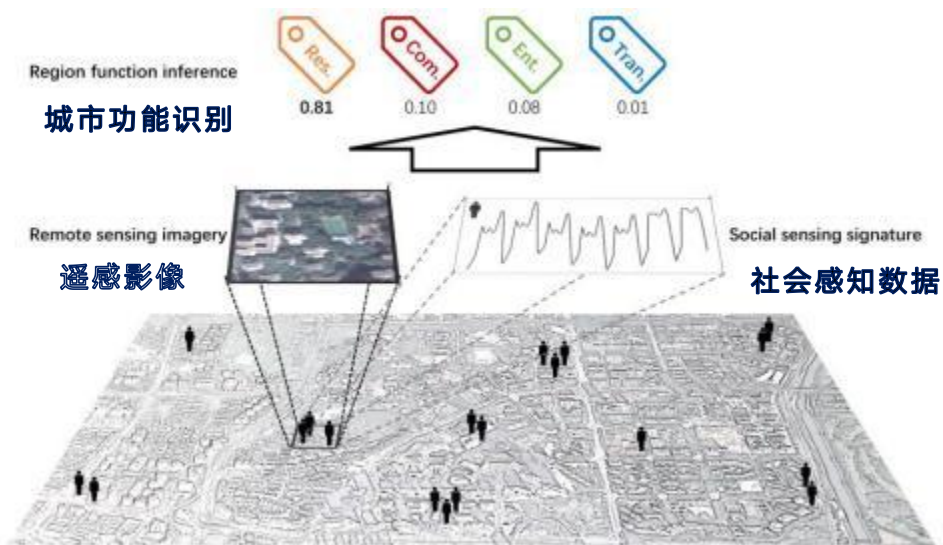 Res.
Com.
Ent.
Tran.
Region function inference
0.81
0.10
0.08
0.01
城市功能识别
Remote sensing imagery
Social sensing signature
遥感影像
社会感知数据